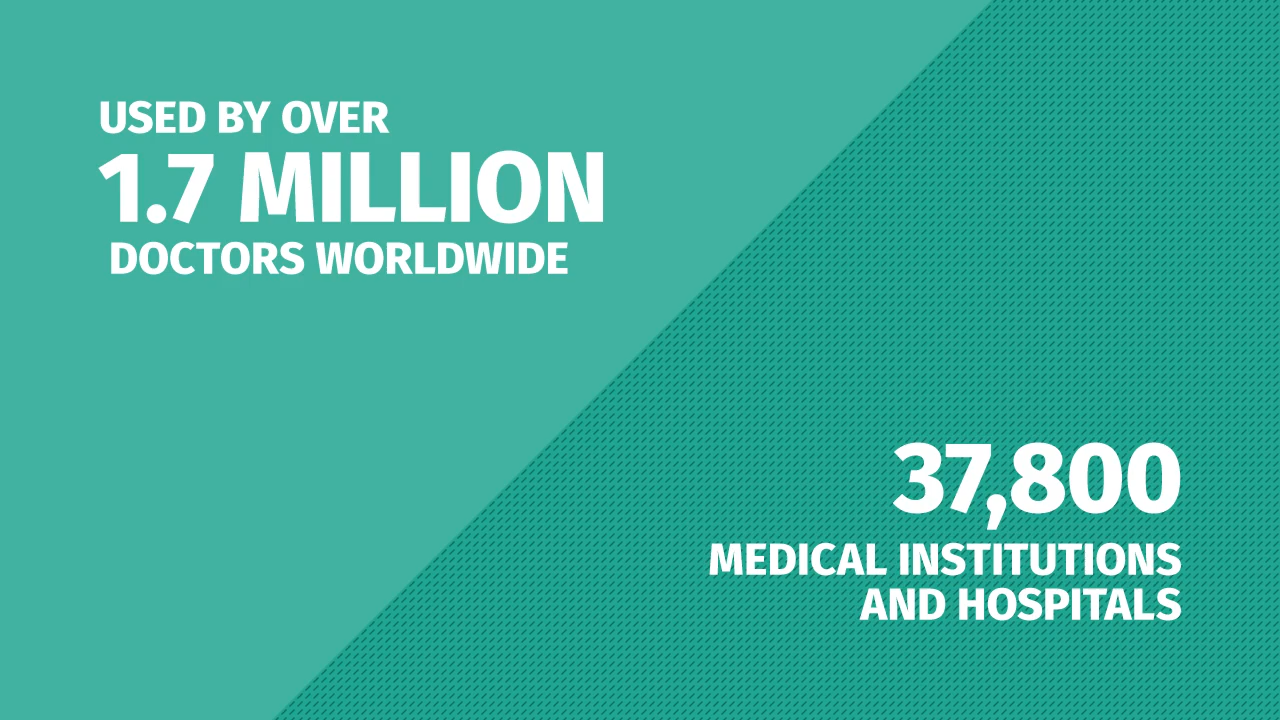 USED BY OVER
1.7 MILLION
DOCTORS WORLDWIDE
37,800
MEDICAL INSTITUTIONS
AND HOSPITALS